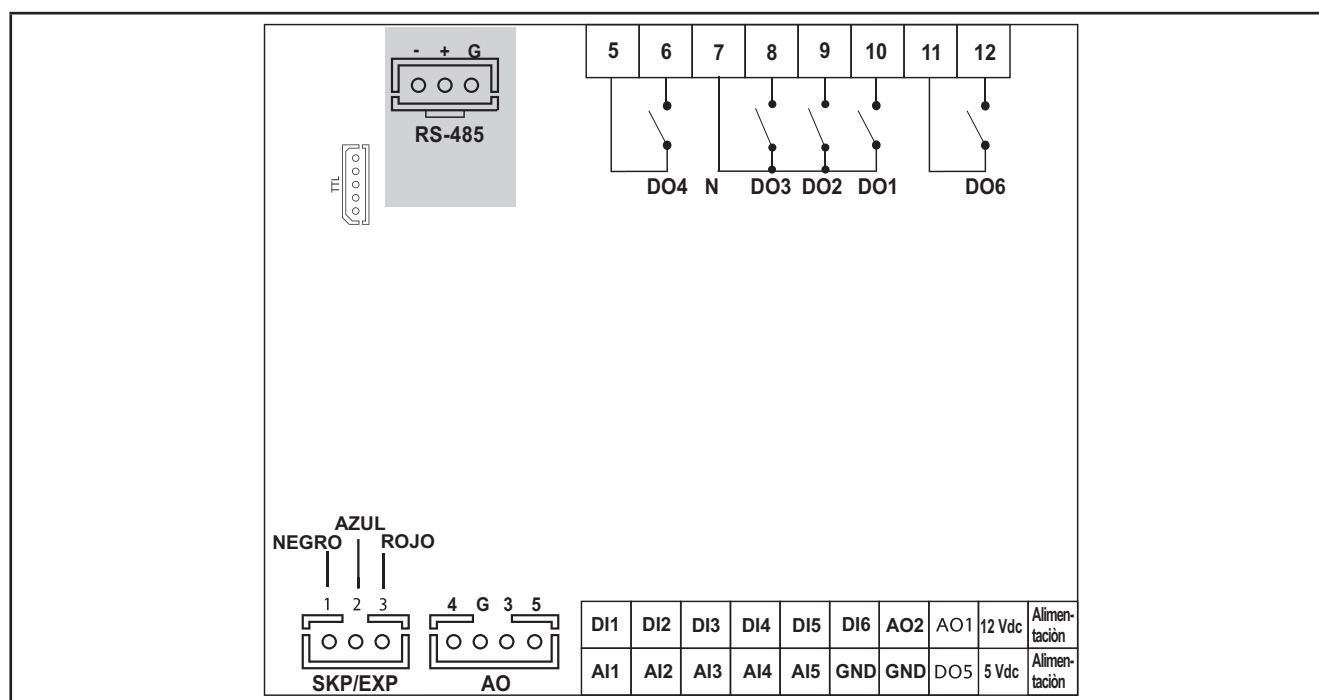 - + G
RS-485
TTL
5 6 7 8 9 10 11 12
DO4 N DO3 DO2 DO1 DO6
AZUL
NEGRO ROJO
1 2 3
SKP/EXP
4 G 3 5
AO
DI1 DI2 DI3 DI4 DI5 DI6 AO2 AO1 12 Vdc Alimen-
taciòn
AI1 AI2 AI3 AI4 AI5 GND GND DO5 5 Vdc Alimen-
taciòn